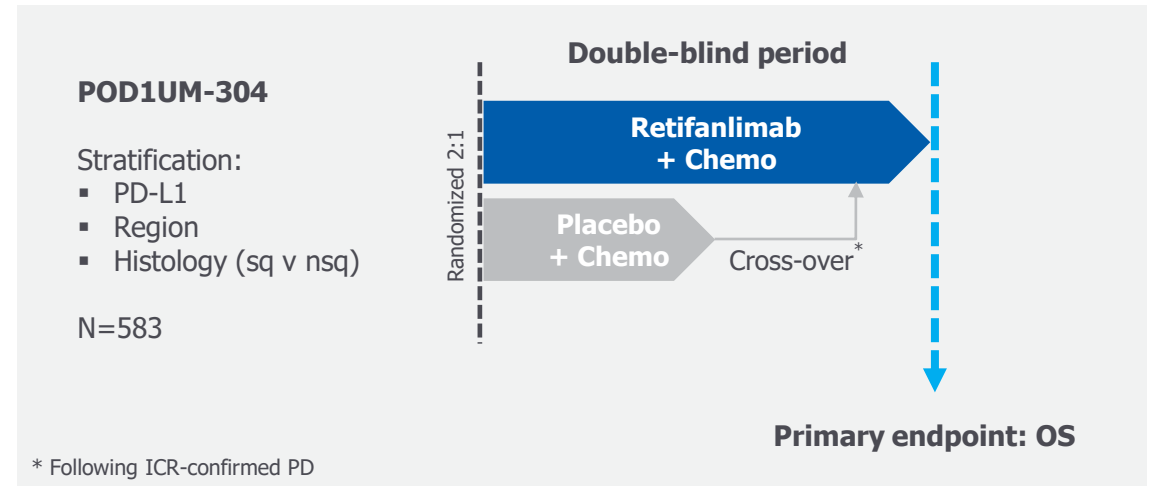 POD1UM-304
Stratification:
▪ PD-L1
▪ Region
▪ Histology (sq v nsq)
N=583
Double-blind period
Randomized 2:1
Retifanlimab
+ Chemo
Placebo
+ Chemo
Cross-over*
Primary endpoint: OS
* Following ICR-confirmed PD